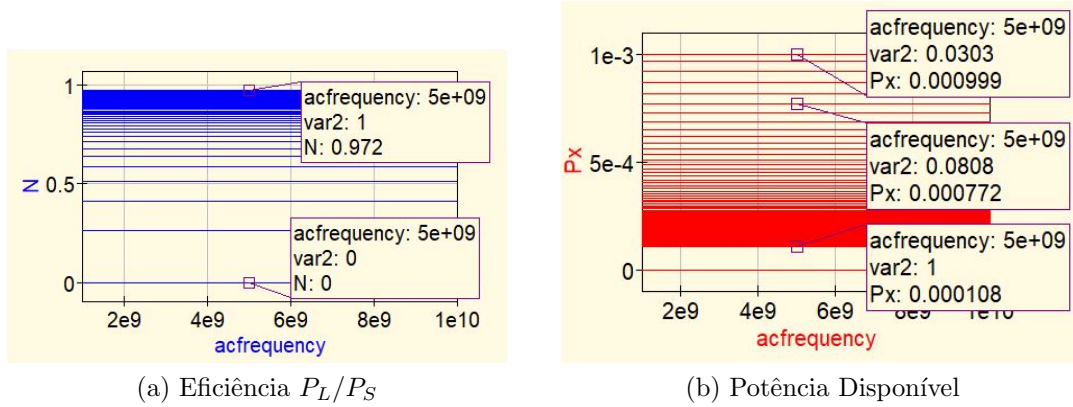 1
0.5
0
N
2e9
4e9
6e9
8e9
1e10
acfrequency
acfrequency: 5e+09
var2: 1
N: 0.972
acfrequency: 5e+09
var2: 0
N: 0
(a) Eficiência P_L/P_S
1e-3
5e-4
0
Px
2e9
4e9
6e9
8e9
1e10
acfrequency
acfrequency: 5e+09
var2: 0.0303
Px: 0.000999
acfrequency: 5e+09
var2: 0.0808
Px: 0.000772
acfrequency: 5e+09
var2: 1
Px: 0.000108
(b) Potência Disponível